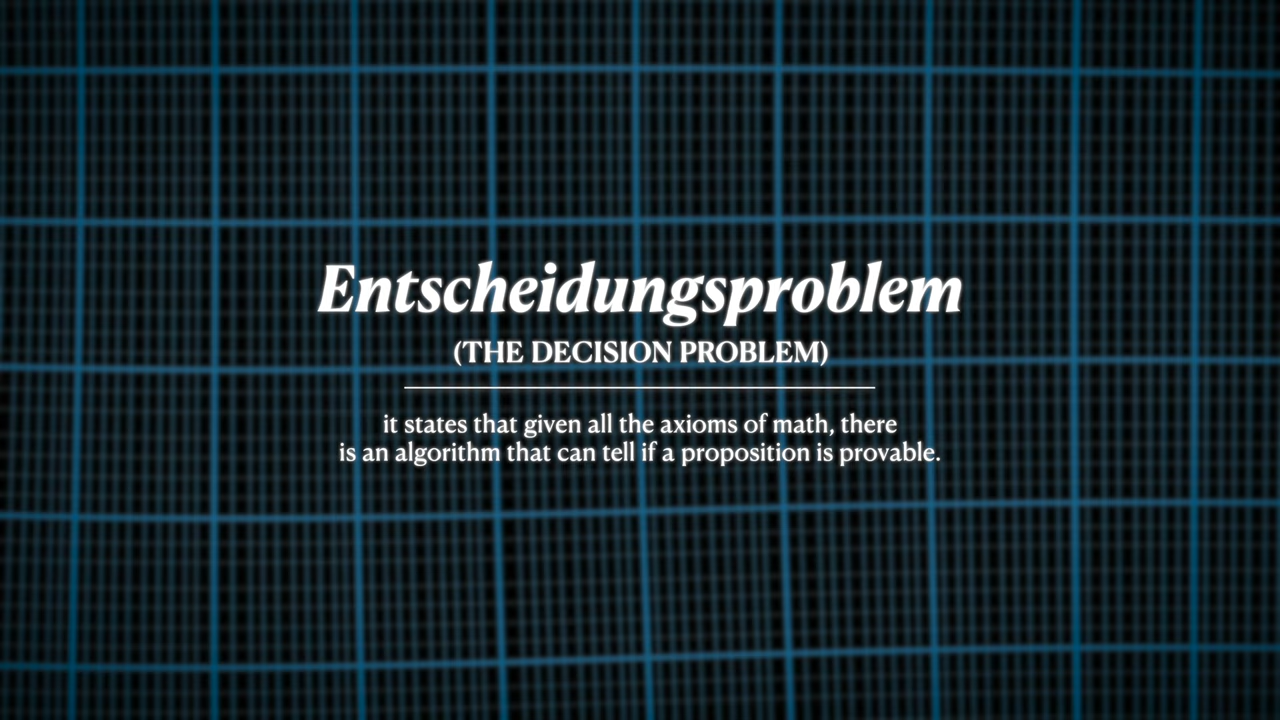 Entscheidungsproblem
(THE DECISION PROBLEM)
it states that given all the axioms of math, there
is an algorithm that can tell if a proposition is provable.